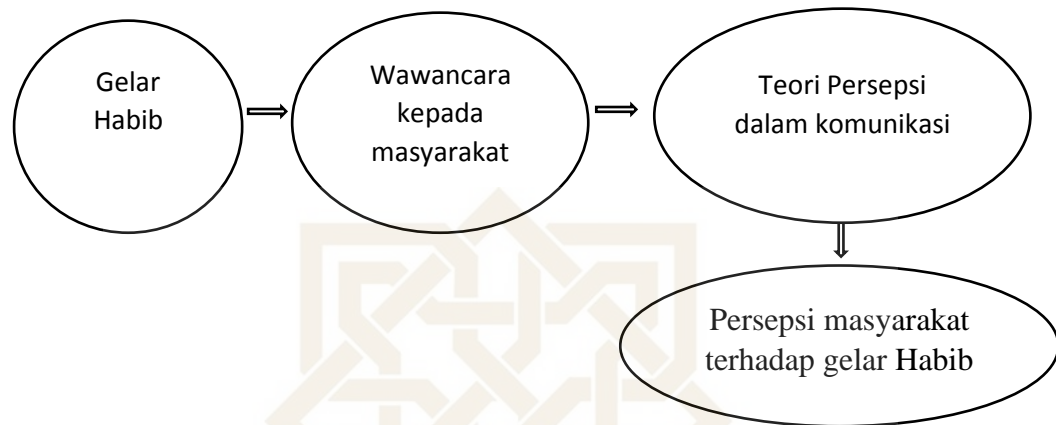 Gelar
Habib
Wawancara
kepada
masyarakat
Teori Persepsi
dalam komunikasi
Persepsi masyarakat
terhadap gelar Habib